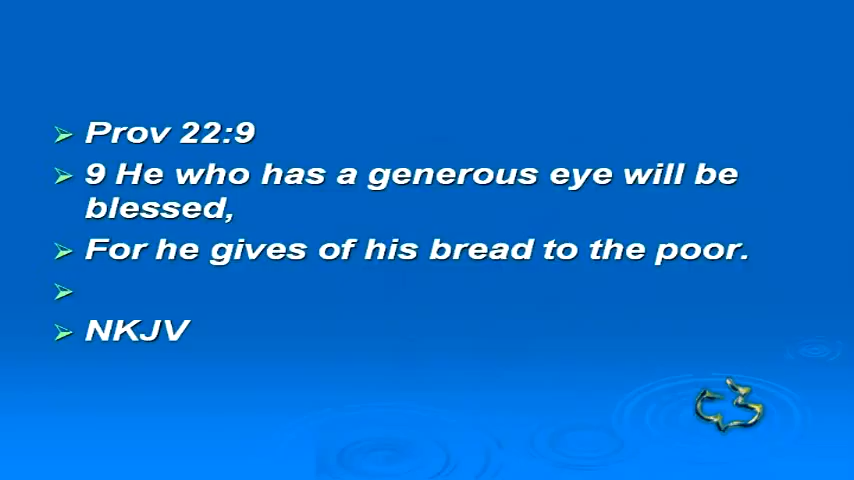 Prov 22:9
9 He who has a generous eye will be
blessed,
For he gives of his bread to the poor.
NKJV